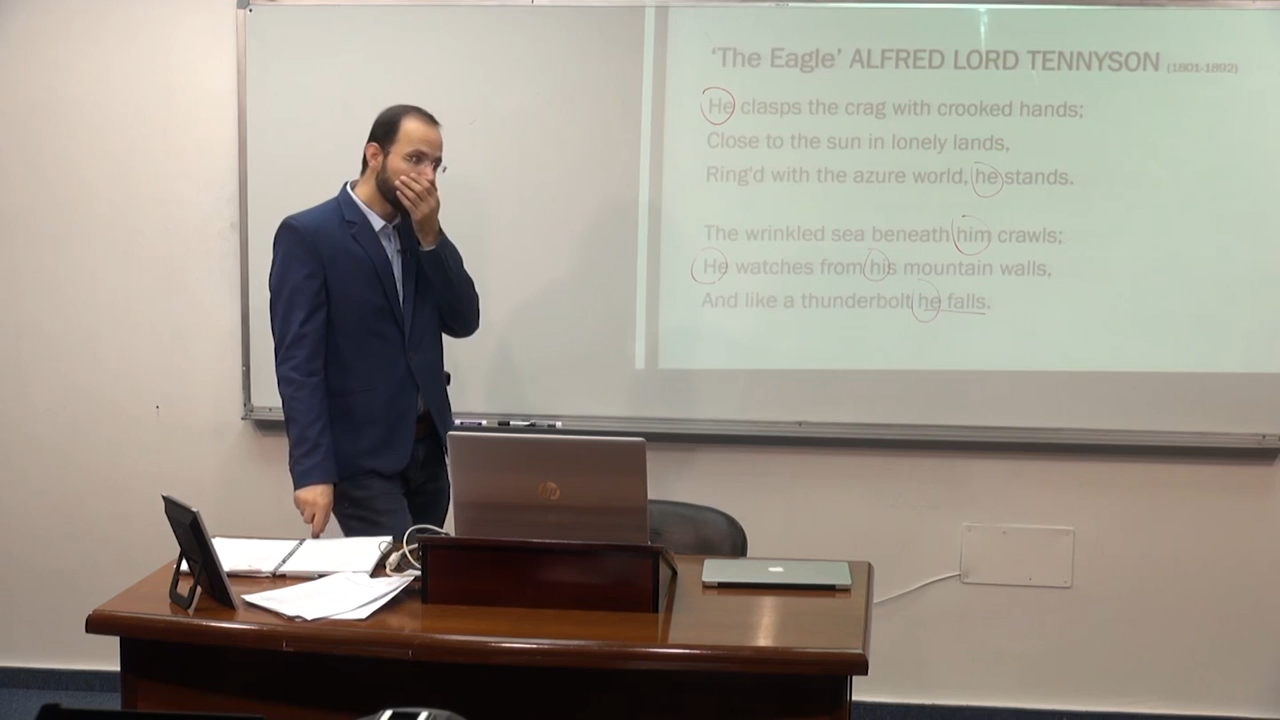 'The Eagle' ALFRED LORD TENNYSON (1801-1892)
He clasps the crag with crooked hands;
Close to the sun in lonely lands,
Ring'd with the azure world, he stands.
The wrinkled sea beneath him crawls;
He watches from his mountain walls,
And like a thunderbolt he falls.
hp